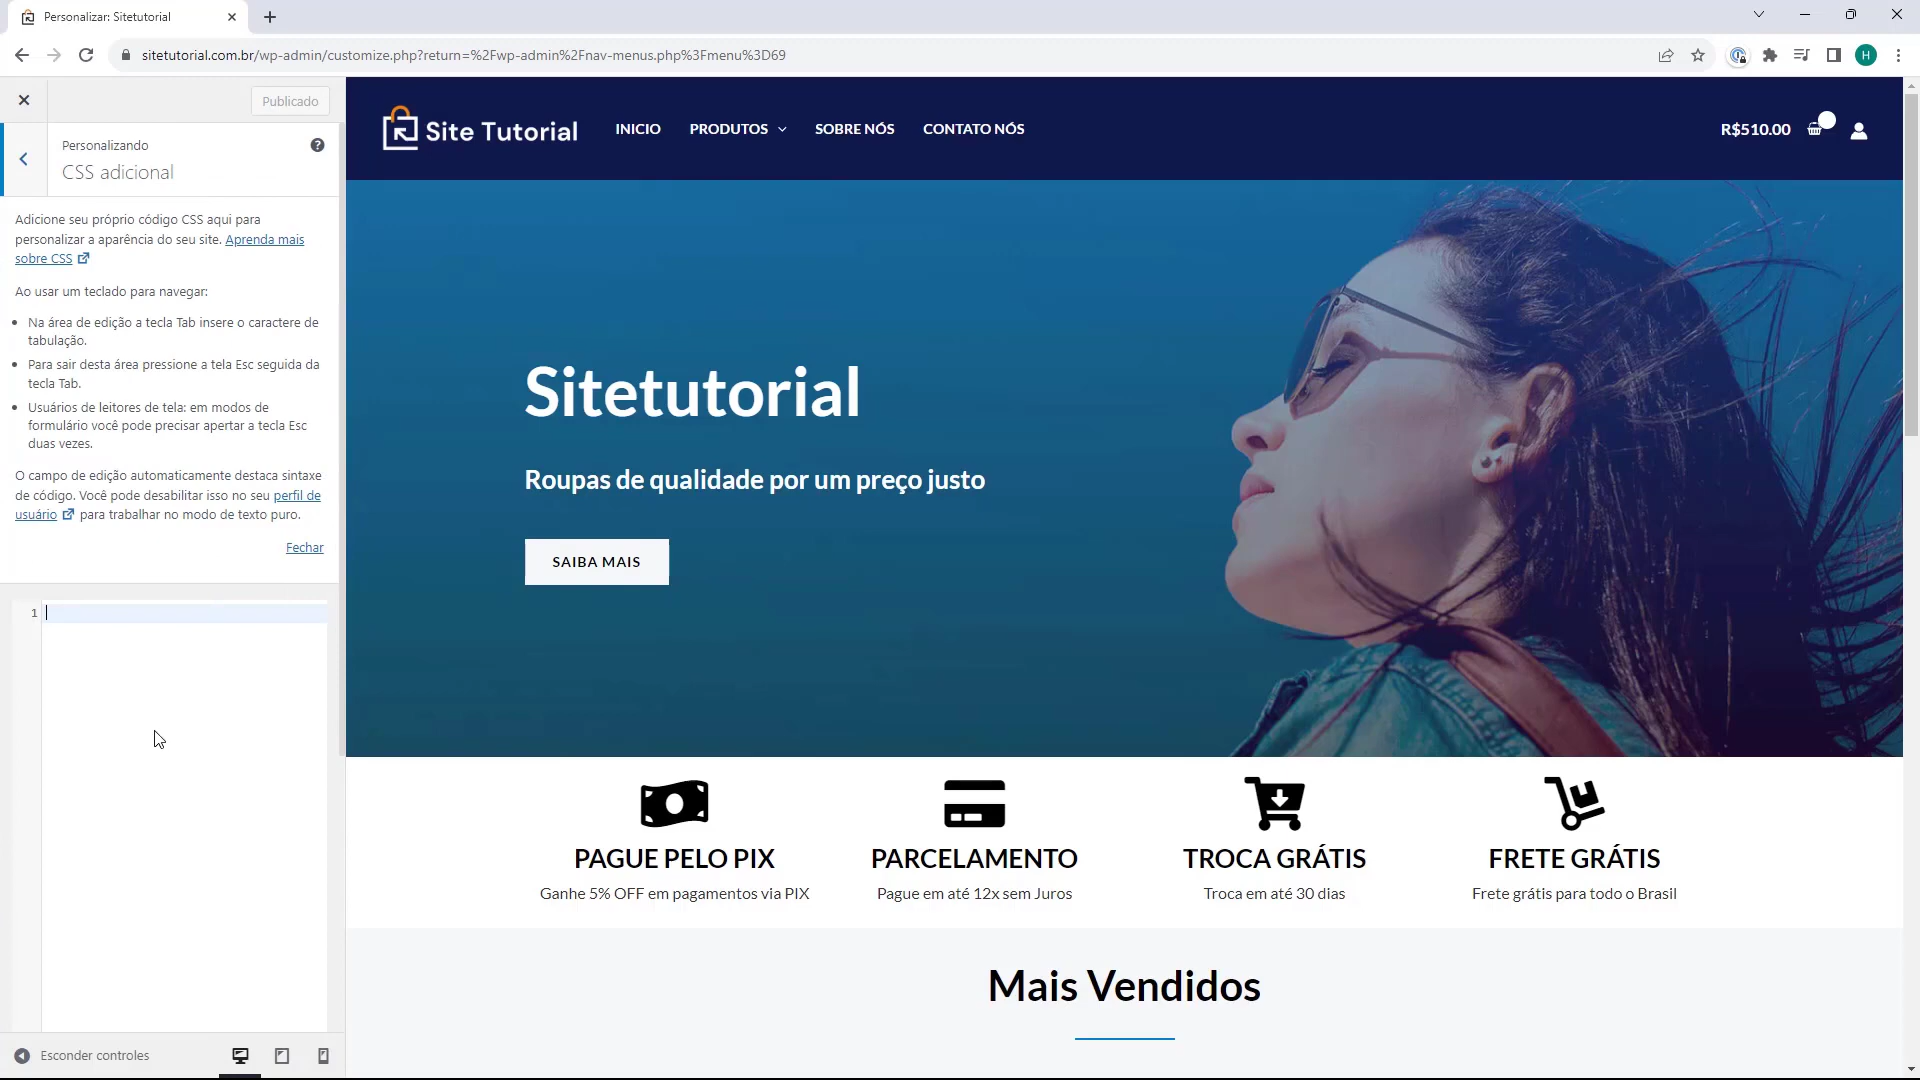 Personalizar: Sitetutorial
sitetutorial.com.br/wp-admin/customize.php?return=%2Fwp-admin%2Fnav-menus.php%3Fmenu%3D69
H
Publicado
Personalizando
CSS adicional
Adicione seu próprio código CSS aqui para
personalizar a aparência do seu site. Aprenda mais
sobre CSS
Ao usar um teclado para navegar:
Na área de edição a tecla Tab insere o caractere de
tabulação.
Para sair desta área pressione a tela Esc seguida da
tecla Tab.
Usuários de leitores de tela: em modos de
formulário você pode precisar apertar a tecla Esc
duas vezes.
O campo de edição automaticamente destaca sintaxe
de código. Você pode desabilitar isso no seu perfil de
usuário para trabalhar no modo de texto puro.
Fechar
1
Esconder controles
Site Tutorial
INICIO PRODUTOS SOBRE NÓS CONTATO NÓS
R$510.00
Sitetutorial
Roupas de qualidade por um preço justo
SAIBA MAIS
PAGUE PELO PIX
Ganhe 5% OFF em pagamentos via PIX
PARCELAMENTO
Pague em até 12x sem Juros
TROCA GRÁTIS
Troca em até 30 dias
FRETE GRÁTIS
Frete grátis para todo o Brasil
Mais Vendidos